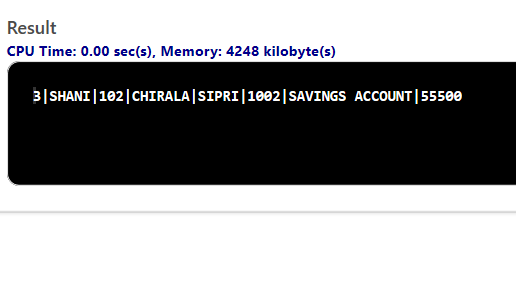 Result
CPU Time: 0.00 sec(s), Memory: 4248 kilobyte(s)
3|SHANI|102|CHIRALA|SIPRI|1002|SAVINGS ACCOUNT|55500